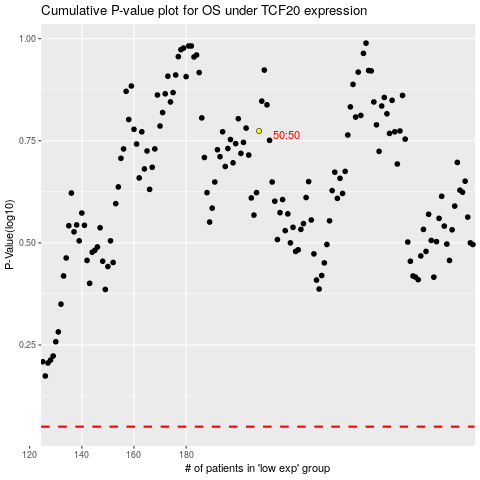 Cumulative P-value plot for OS under TCF20 expression
P-Value(log10)
1.00
0.75
0.50
0.25
50:50
120 140 160 180
# of patients in 'low exp' group